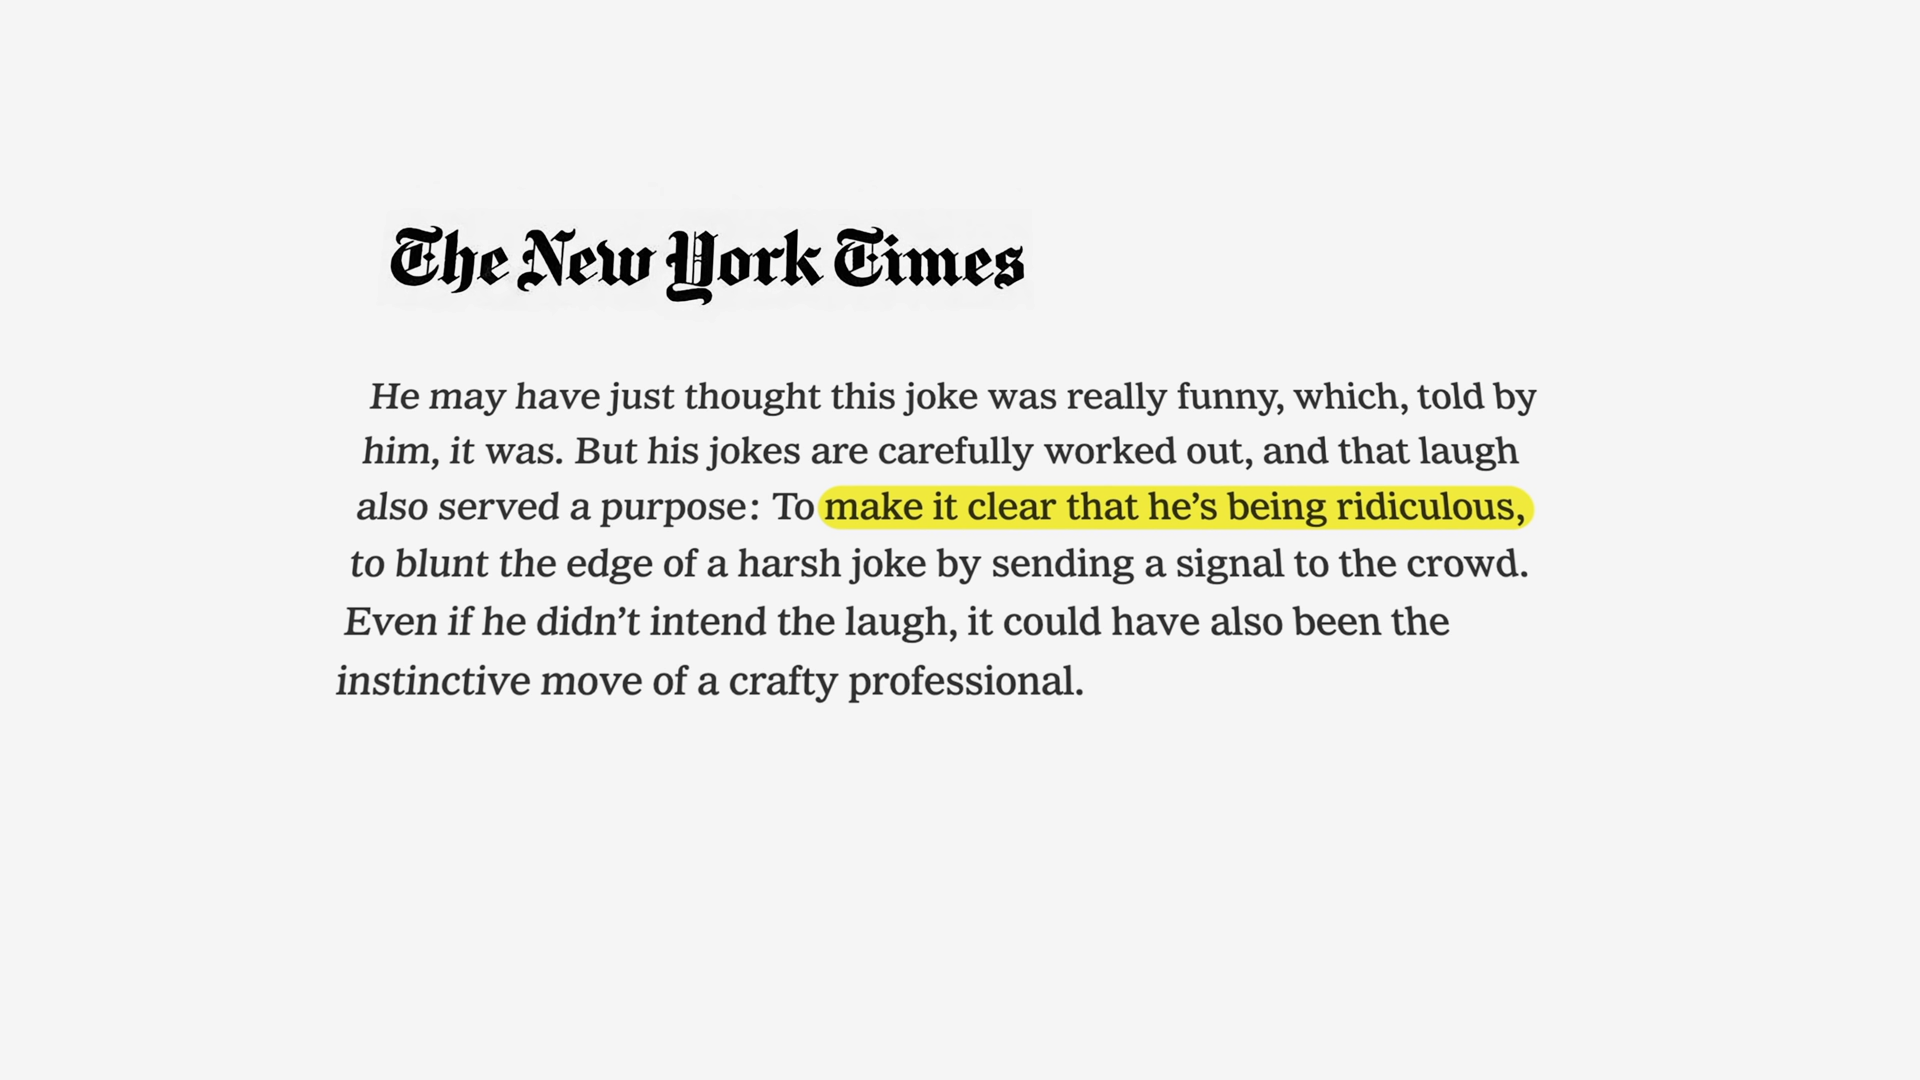 The New York Times
He may have just thought this joke was really funny, which, told by
him, it was. But his jokes are carefully worked out, and that laugh
also served a purpose: To make it clear that he’s being ridiculous,
to blunt the edge of a harsh joke by sending a signal to the crowd.
Even if he didn’t intend the laugh, it could have also been the
instinctive move of a crafty professional.